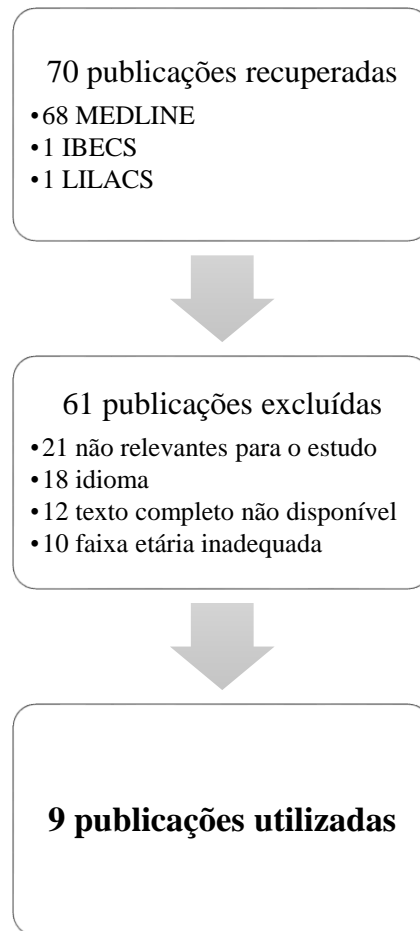 70 publicações recuperadas
•68 MEDLINE
•1 IBECS
•1 LILACS
61 publicações excluídas
•21 não relevantes para o estudo
•18 idioma
•12 texto completo não disponível
•10 faixa etária inadequada
9 publicações utilizadas